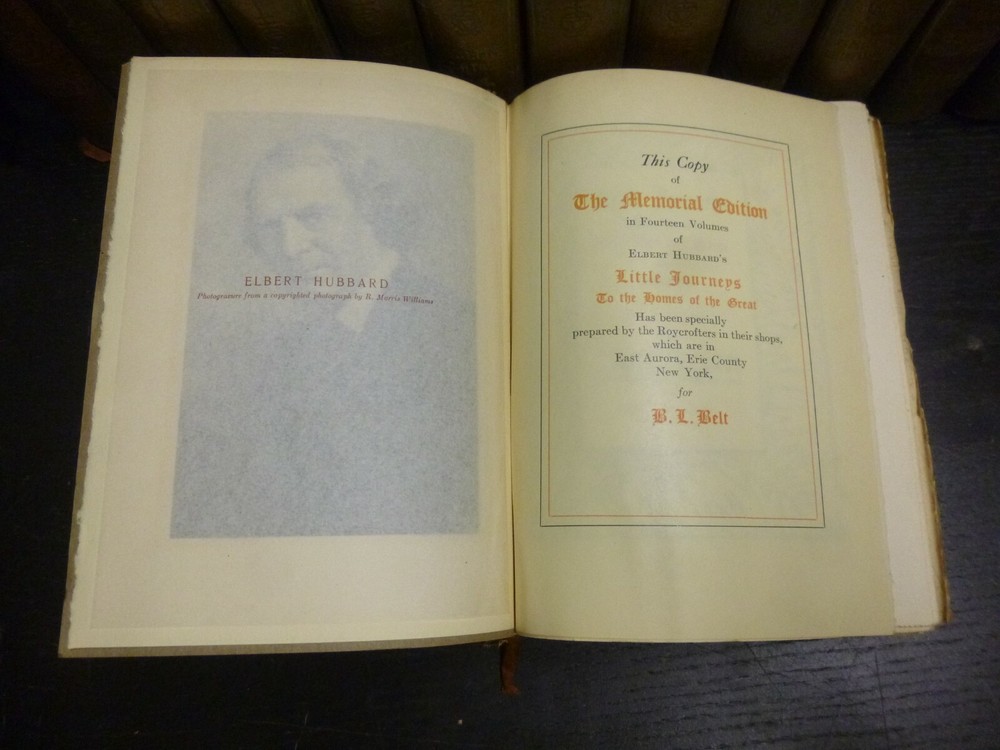 ELBERT HUBBARD
Photogravure from a copyrighted photograph by R. Morris Williams
This Copy
of
The Memorial Edition
in Fourteen Volumes
of
ELBERT HUBBARD'S
Little Journeys
To the Homes of the Great
Has been specially
prepared by the Roycrofters in their shops,
which are in
East Aurora, Erie County
New York,
for
B. L. Belt